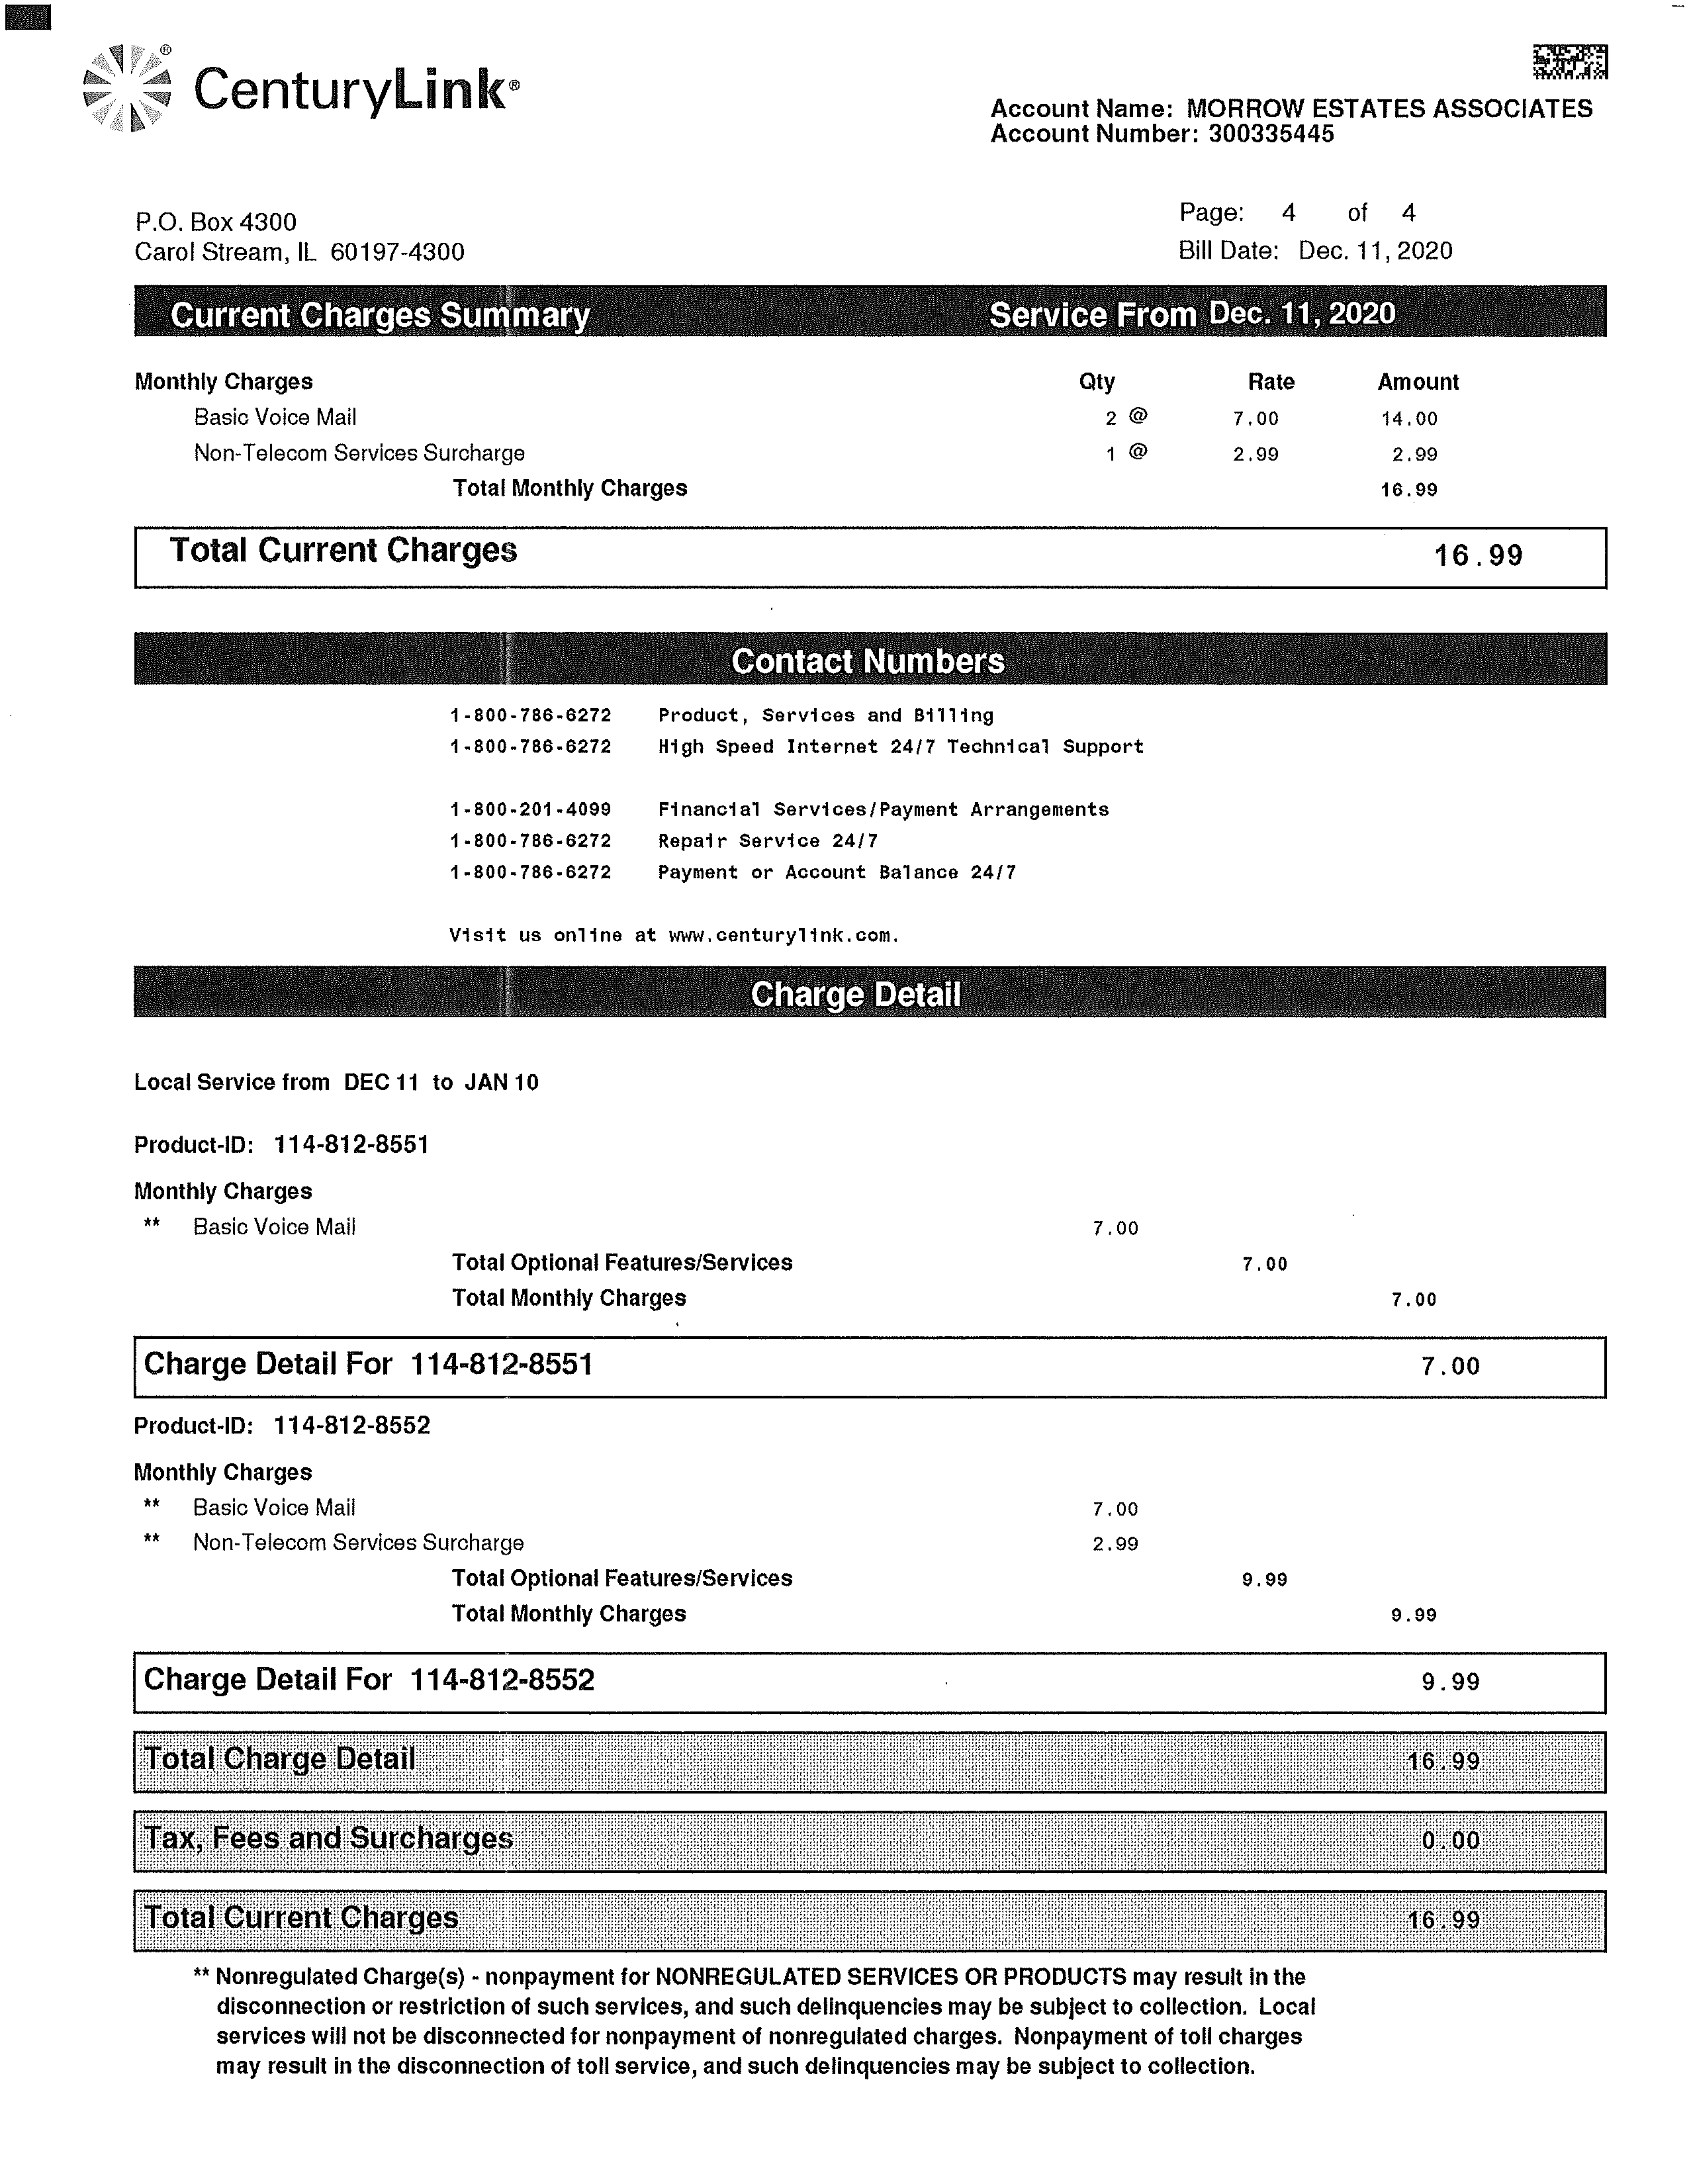 CenturyLink®
Account Name: MORROW ESTATES ASSOCIATES
Account Number: 300335445
P.O. Box 4300
Carol Stream, IL 60197-4300
Page: 4 of 4
Bill Date: Dec. 11, 2020
Current Charges Summary Service From Dec. 11, 2020
Monthly Charges Qty Rate Amount
Basic Voice Mail 2 @ 7.00 14.00
Non-Telecom Services Surcharge 1 @ 2.99 2.99
Total Monthly Charges 16.99
Total Current Charges 16.99
Contact Numbers
1-800-786-6272 Product, Services and Billing
1-800-786-6272 High Speed Internet 24/7 Technical Support
1-800-201-4099 Financial Services/Payment Arrangements
1-800-786-6272 Repair Service 24/7
1-800-786-6272 Payment or Account Balance 24/7
Visit us online at www.centurylink.com.
Charge Detail
Local Service from DEC 11 to JAN 10
Product-ID: 114-812-8551
Monthly Charges
** Basic Voice Mail 7.00
Total Optional Features/Services 7.00
Total Monthly Charges 7.00
Charge Detail For 114-812-8551 7.00
Product-ID: 114-812-8552
Monthly Charges
** Basic Voice Mail 7.00
** Non-Telecom Services Surcharge 2.99
Total Optional Features/Services 9.99
Total Monthly Charges 9.99
Charge Detail For 114-812-8552 9.99
Total Charge Detail 16.99
Tax, Fees and Surcharges 0.00
Total Current Charges 16.99
** Nonregulated Charge(s) - nonpayment for NONREGULATED SERVICES OR PRODUCTS may result in the
disconnection or restriction of such services, and such delinquencies may be subject to collection. Local
services will not be disconnected for nonpayment of nonregulated charges. Nonpayment of toll charges
may result in the disconnection of toll service, and such delinquencies may be subject to collection.